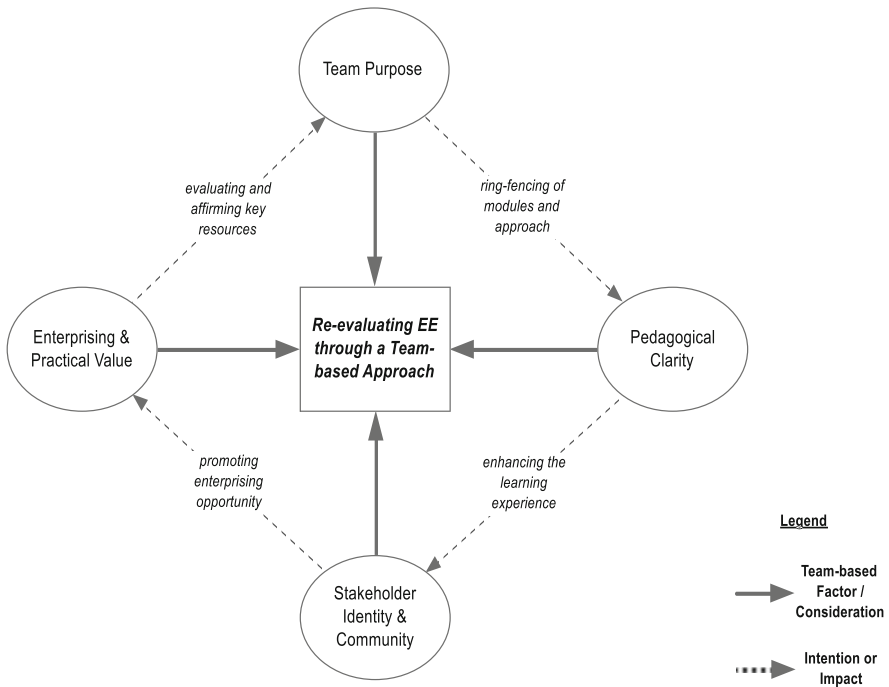 Team Purpose
evaluating and
affirming key
resources
ring-fencing of
modules and
approach
Enterprising &
Practical Value
Re-evaluating EE
through a Team-
based Approach
Pedagogical
Clarity
promoting
enterprising
opportunity
enhancing the
learning
experience
Stakeholder
Identity &
Community
Legend
Team-based
Factor /
Consideration
Intention or
Impact